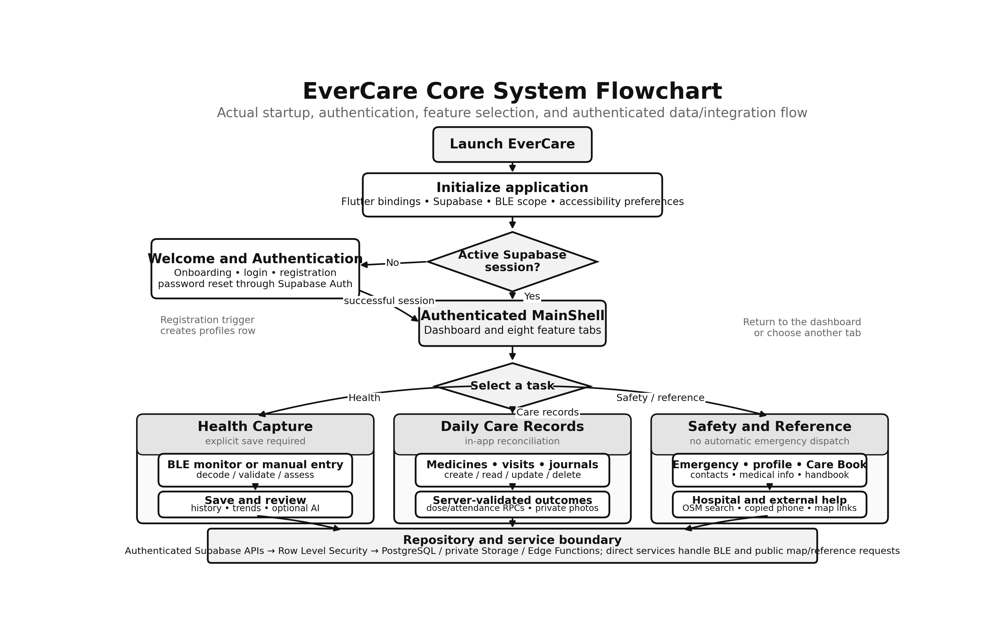 EverCare Core System Flowchart
Actual startup, authentication, feature selection, and authenticated data/integration flow
Launch EverCare
Initialize application
Flutter bindings • Supabase • BLE scope • accessibility preferences
Active Supabase
session?
No
Welcome and Authentication
Onboarding • login • registration
password reset through Supabase Auth
successful session
Yes
Authenticated MainShell
Dashboard and eight feature tabs
Registration trigger
creates profiles row
Return to the dashboard
or choose another tab
Select a task
Health
Care records
Safety / reference
Health Capture
explicit save required
BLE monitor or manual entry
decode / validate / assess
Save and review
history • trends • optional AI
Daily Care Records
in-app reconciliation
Medicines • visits • journals
create / read / update / delete
Server-validated outcomes
dose/attendance RPCs • private photos
Safety and Reference
no automatic emergency dispatch
Emergency • profile • Care Book
contacts • medical info • handbook
Hospital and external help
OSM search • copied phone • map links
Repository and service boundary
Authenticated Supabase APIs → Row Level Security → PostgreSQL / private Storage / Edge Functions; direct services handle BLE and public map/reference requests